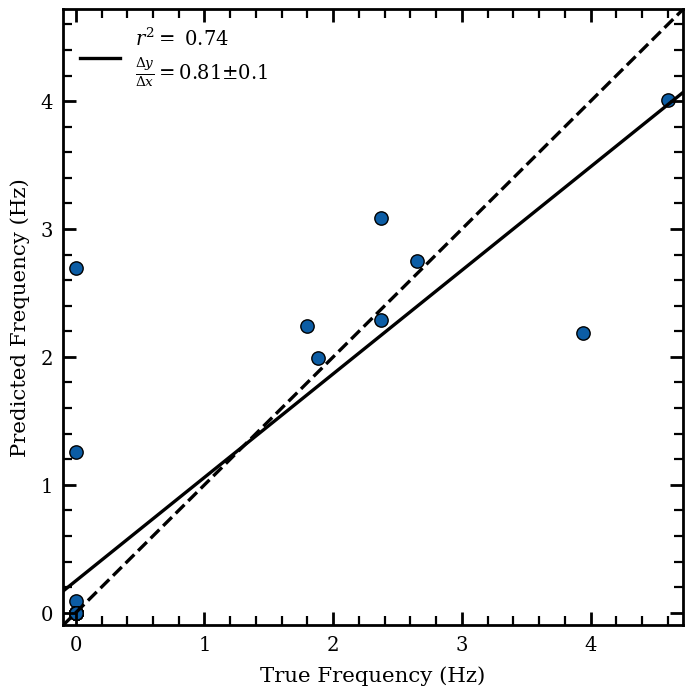 r² = 0.74
Δy/Δx = 0.81±0.1
4
3
2
1
0
Predicted Frequency (Hz)
0 1 2 3 4
True Frequency (Hz)